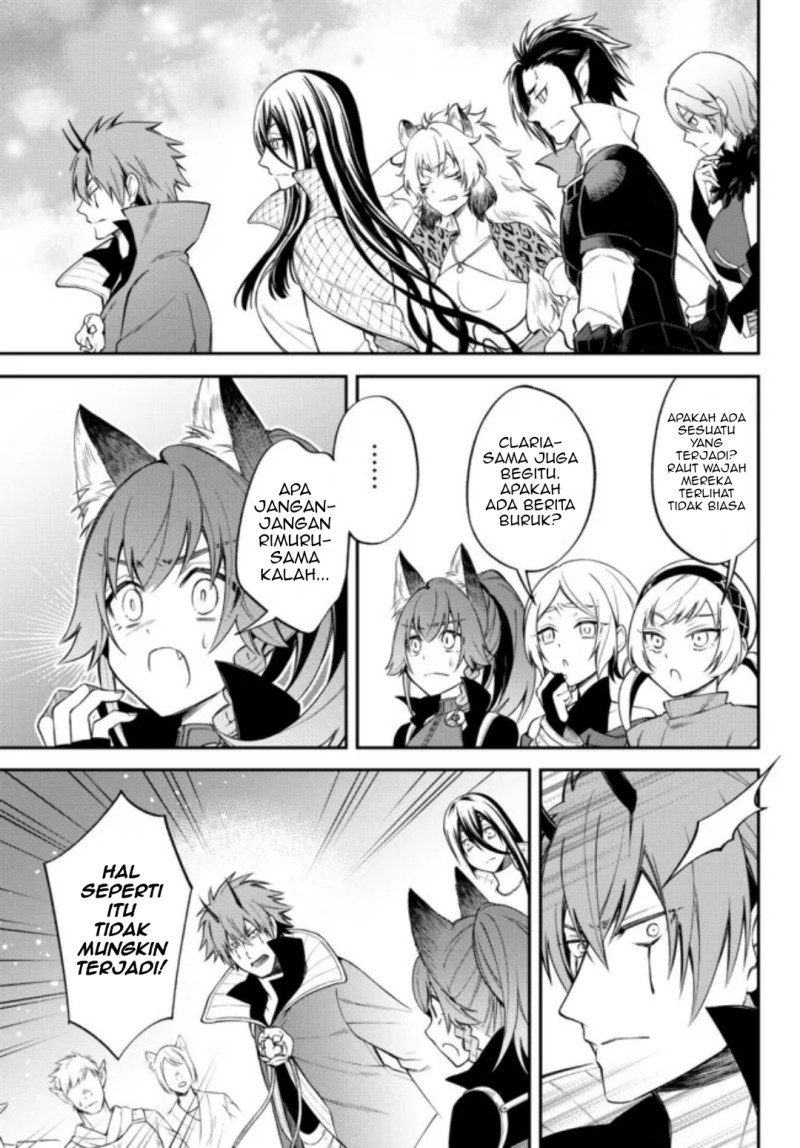 APAKAH ADA
SESUATU
YANG
TERJADI?
RAUT WAJAH
MEREKA
TERLIHAT
TIDAK BIASA
CLARIA-
SAMA JUGA
BEGITU.
APAKAH
ADA BERITA
BURUK?
......
APA
JANGAN-
JANGAN
RIMURU-
SAMA
KALAH...
HAL
SEPERTI
ITU
TIDAK
MUNGKIN
TERJADI!